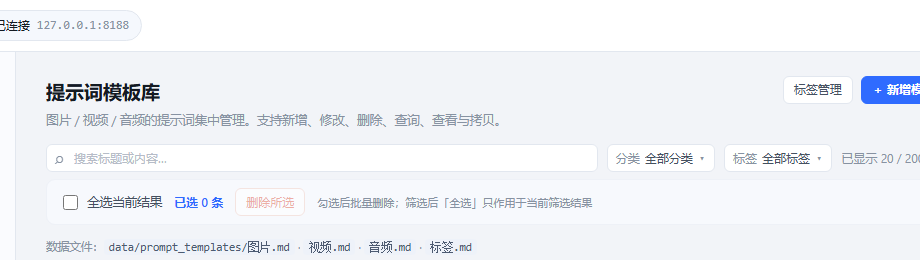 已连接 127.0.0.1:8188
提示词模板库
标签管理
+ 新增模
图片 / 视频 / 音频的提示词集中管理。支持新增、修改、删除、查询、查看与拷贝。
搜索标题或内容...
分类 全部分类
标签 全部标签
已显示 20 / 200
全选当前结果 已选 0 条 删除所选 勾选后批量删除；筛选后「全选」只作用于当前筛选结果
数据文件： data/prompt_templates/图片.md · 视频.md · 音频.md · 标签.md